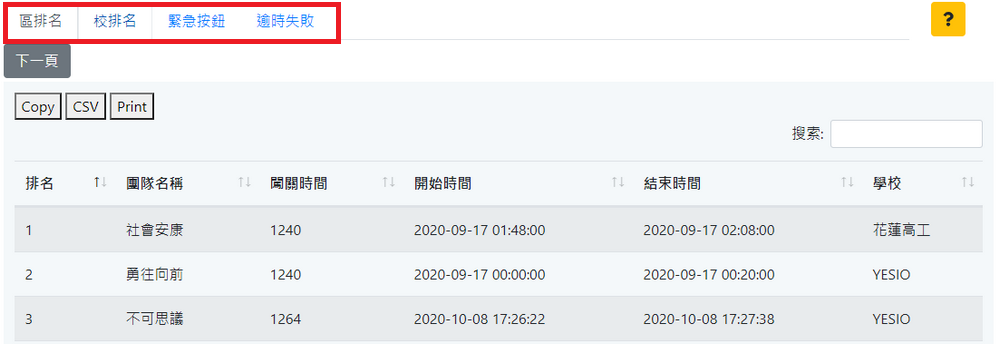 區排名 校排名 緊急按鈕 逾時失敗 ?
下一頁
Copy CSV Print
搜索:
排名 團隊名稱 闖關時間 開始時間 結束時間 學校
1 社會安康 1240 2020-09-17 01:48:00 2020-09-17 02:08:00 花蓮高工
2 勇往向前 1240 2020-09-17 00:00:00 2020-09-17 00:20:00 YESIO
3 不可思議 1264 2020-10-08 17:26:22 2020-10-08 17:27:38 YESIO